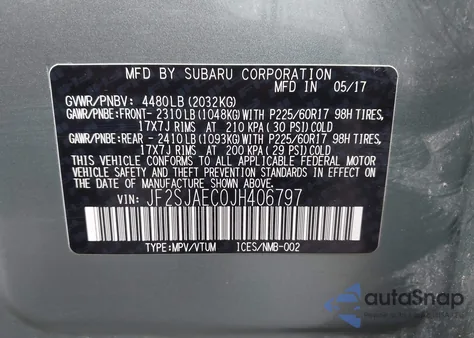 MFD BY SUBARU CORPORATION
M IN 05/17
GVWR/PNBV: 4480LB (2032KG)
GAWR/PNBE:FRONT- 2310LB (1048KG) WITH P225/60R17 98H TIRES,
17X7J RIMS AT 210 KPA (30 PSI) COLD
GAWR/PNBE:REAR - 2410LB (1093KG) WITH P225/60R17 98H TIRES,
17X7J RIMS AT 200 KPA (29 PSI) COLD
THIS VEHICLE CONFORMS TO ALL APPLICABLE FEDERAL MOTOR
VEHICLE SAFETY, BUMPER, AND THEFT PREVENTION STANDARDS IN
EFFECT ON THE DATE OF MANUFACTURE SHOWN ABOVE.
VIN: JF2SJAEC0JH406797
TYPE:MPV/VTUM ICES/NMB-002
autoSnap